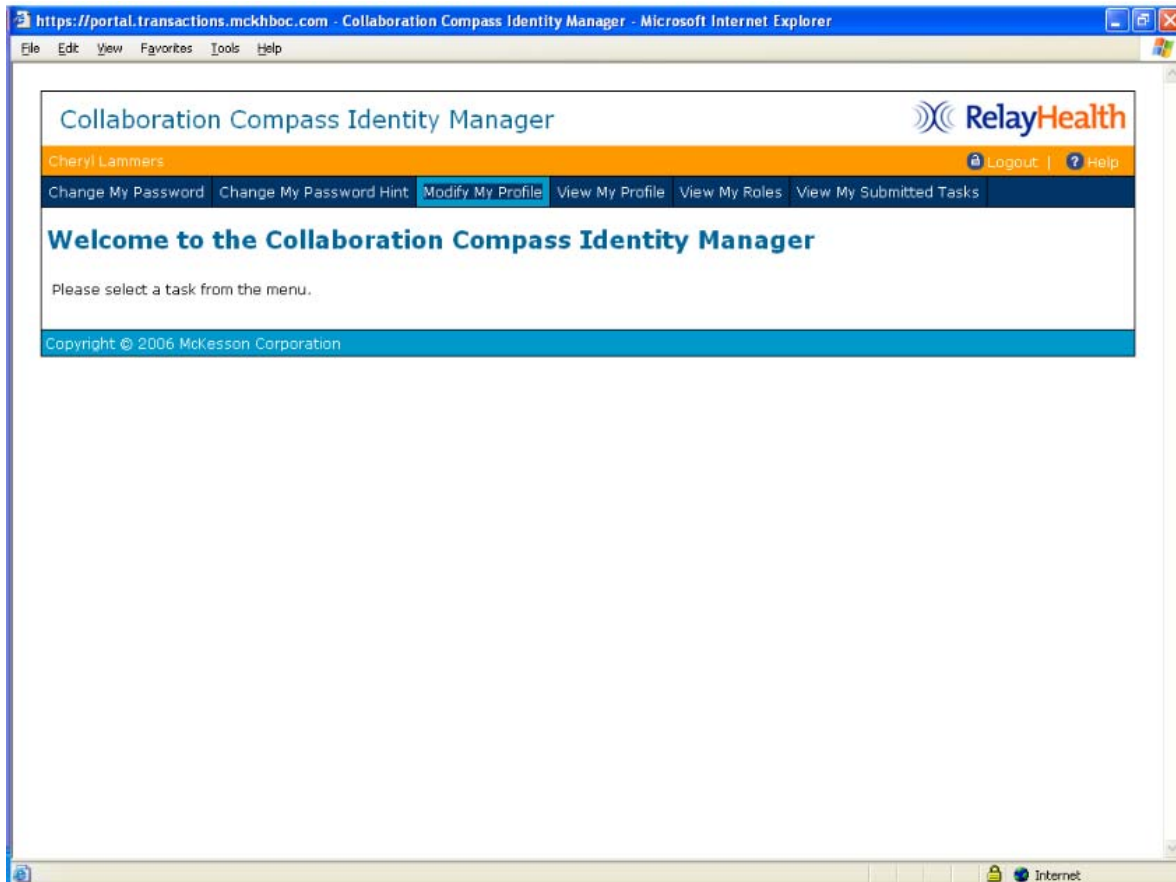 https://portal.transactions.mckhboc.com - Collaboration Compass Identity Manager - Microsoft Internet Explorer
File Edit View Favorites Tools Help
Collaboration Compass Identity Manager RelayHealth
Cheryl Lammers Logout | ? Help
Change My Password Change My Password Hint Modify My Profile View My Profile View My Roles View My Submitted Tasks
Welcome to the Collaboration Compass Identity Manager
Please select a task from the menu.
Copyright © 2006 McKesson Corporation
Internet